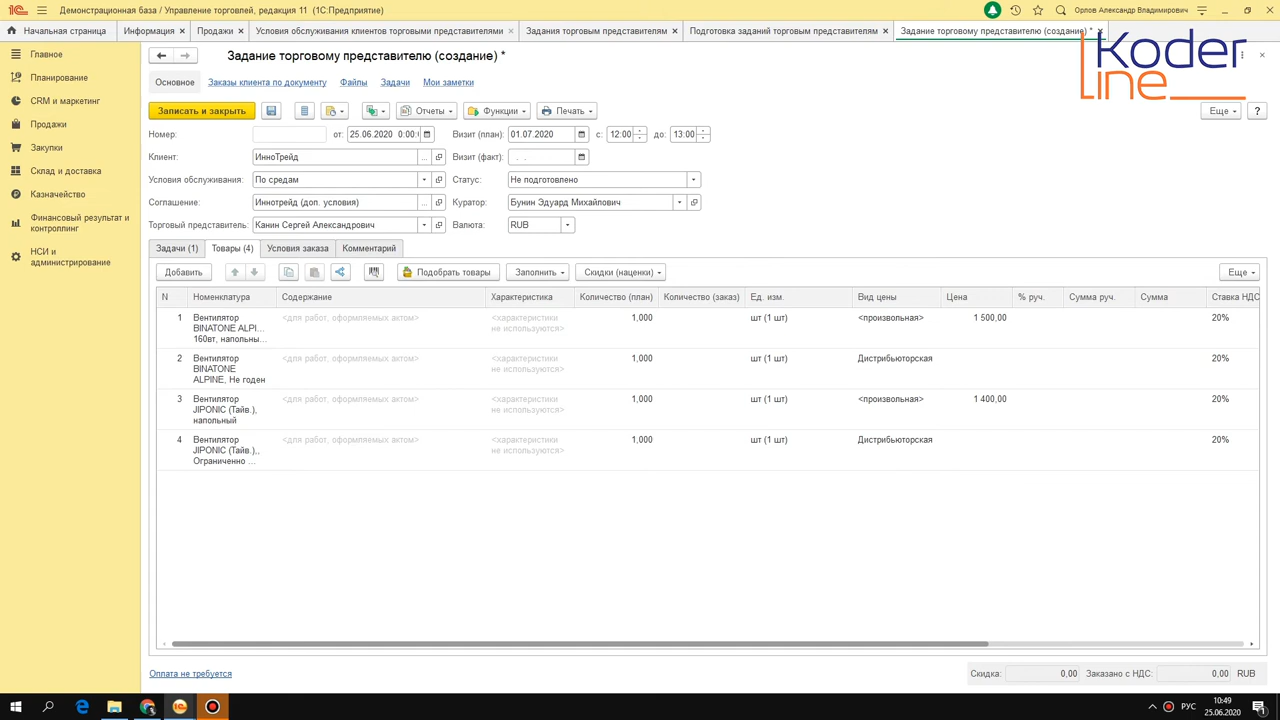 Демонстрационная база / Управление торговлей, редакция 11 (1С:Предприятие)
Орлов Александр Владимирович
Начальная страница
Информация ×
Продажи ×
Условия обслуживания клиентов торговыми представителями ×
Задания торговым представителям ×
Подготовка заданий торговым представителям ×
Задание торговому представителю (создание) * ×
Koder
line
Главное
Планирование
CRM и маркетинг
Продажи
Закупки
Склад и доставка
Казначейство
Финансовый результат и
контроллинг
НСИ и
администрирование
Задание торговому представителю (создание) *
Основное Заказы клиента по документу Файлы Задачи Мои заметки
Записать и закрыть Отчеты Функции Печать Еще ?
Номер: от: 25.06.2020 0:00: Визит (план): 01.07.2020 с: 12:00 до: 13:00
Клиент: ИнноТрейд Визит (факт): . .
Условия обслуживания: По средам Статус: Не подготовлено
Соглашение: Иннотрейд (доп. условия) Куратор: Бунин Эдуард Михайлович
Торговый представитель: Канин Сергей Александрович Валюта: RUB
Задачи (1) Товары (4) Условия заказа Комментарий
Добавить Подобрать товары Заполнить Скидки (наценки) Еще
N Номенклатура Содержание Характеристика Количество (план) Количество (заказ) Ед. изм. Вид цены Цена % руч. Сумма руч. Сумма Ставка НДС
1 Вентилятор <для работ, оформляемых актом> <характеристики 1,000 шт (1 шт) <произвольная> 1 500,00 20%
BINATONE ALPI... не используются>
160вт, напольны...
2 Вентилятор <для работ, оформляемых актом> <характеристики 1,000 шт (1 шт) Дистрибьюторская 20%
BINATONE не используются>
ALPINE, Не годен
3 Вентилятор <для работ, оформляемых актом> <характеристики 1,000 шт (1 шт) <произвольная> 1 400,00 20%
JIPONIC (Тайв.), не используются>
напольный
4 Вентилятор <для работ, оформляемых актом> <характеристики 1,000 шт (1 шт) Дистрибьюторская 20%
JIPONIC (Тайв.),, не используются>
Ограниченно ...
Оплата не требуется Скидка: 0,00 Заказано с НДС: 0,00 RUB
РУС
10:49
25.06.2020
1